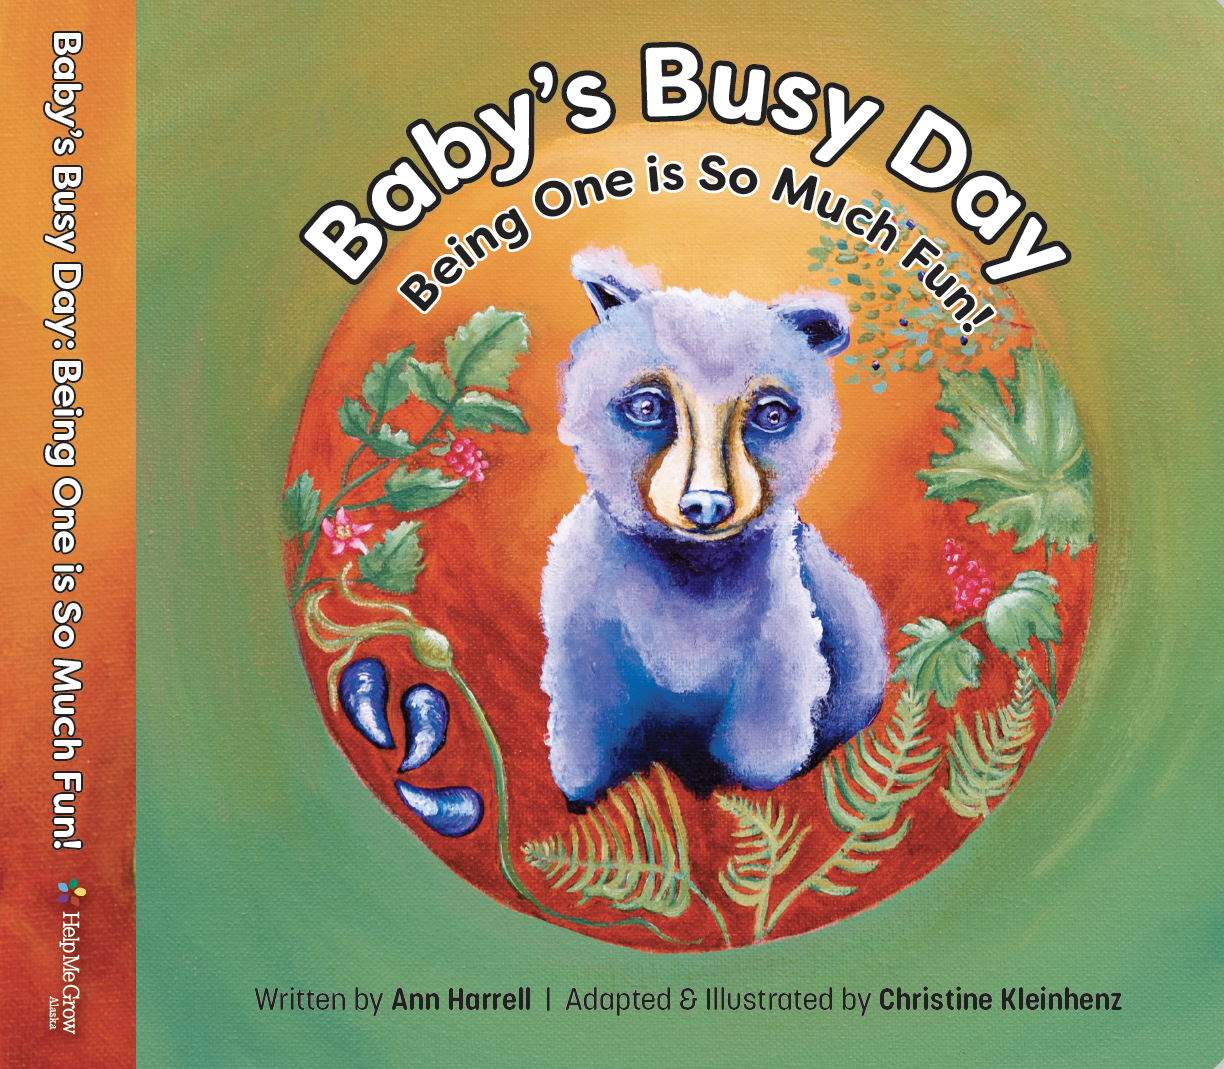 Baby's Busy Day: Being One is So Much Fun!
Help Me Grow
Alaska
Baby's Busy Day
Being One is So Much Fun!
Written by Ann Harrell | Adapted & Illustrated by Christine Kleinhenz